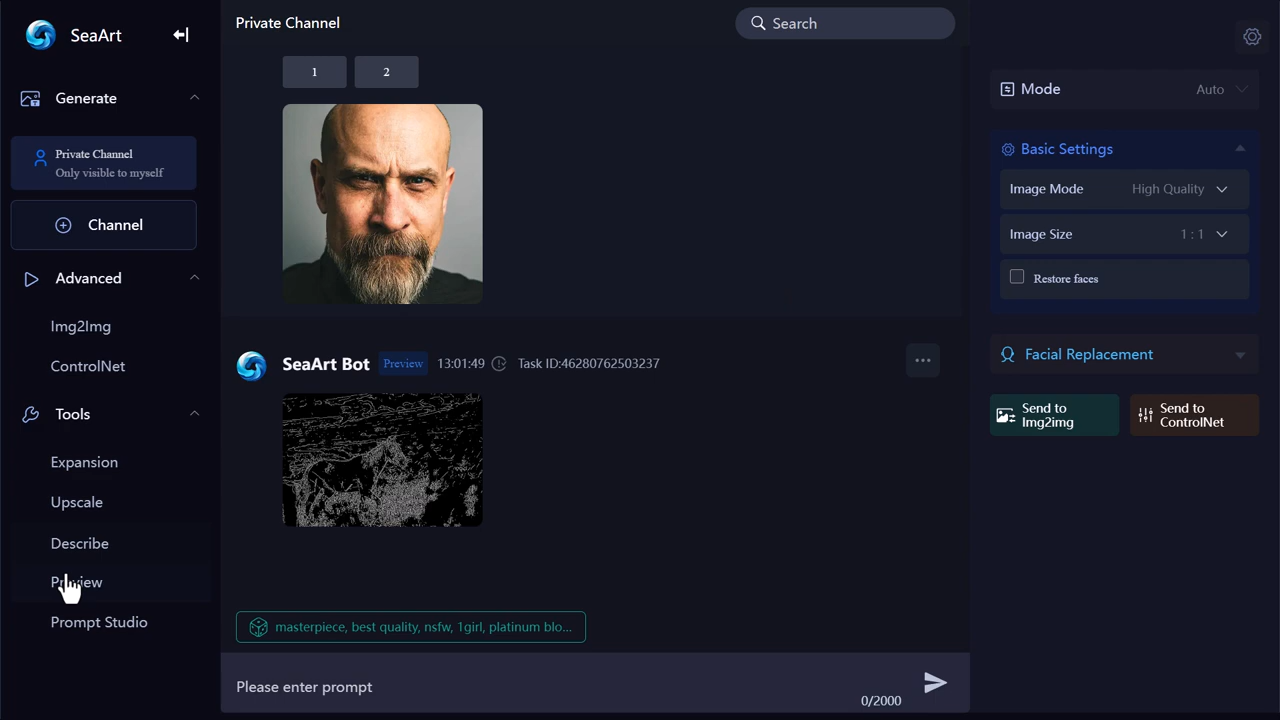 SeaArt
Generate
Private Channel
Only visible to myself
Channel
Advanced
Img2Img
ControlNet
Tools
Expansion
Upscale
Describe
Preview
Prompt Studio
Private Channel
Search
1
2
SeaArt Bot Preview 13:01:49 Task ID:46280762503237
...
masterpiece, best quality, nsfw, 1girl, platinum blo...
Please enter prompt
0/2000
Mode Auto
Basic Settings
Image Mode High Quality
Image Size 1 : 1
Restore faces
Facial Replacement
Send to
Img2img
Send to
ControlNet